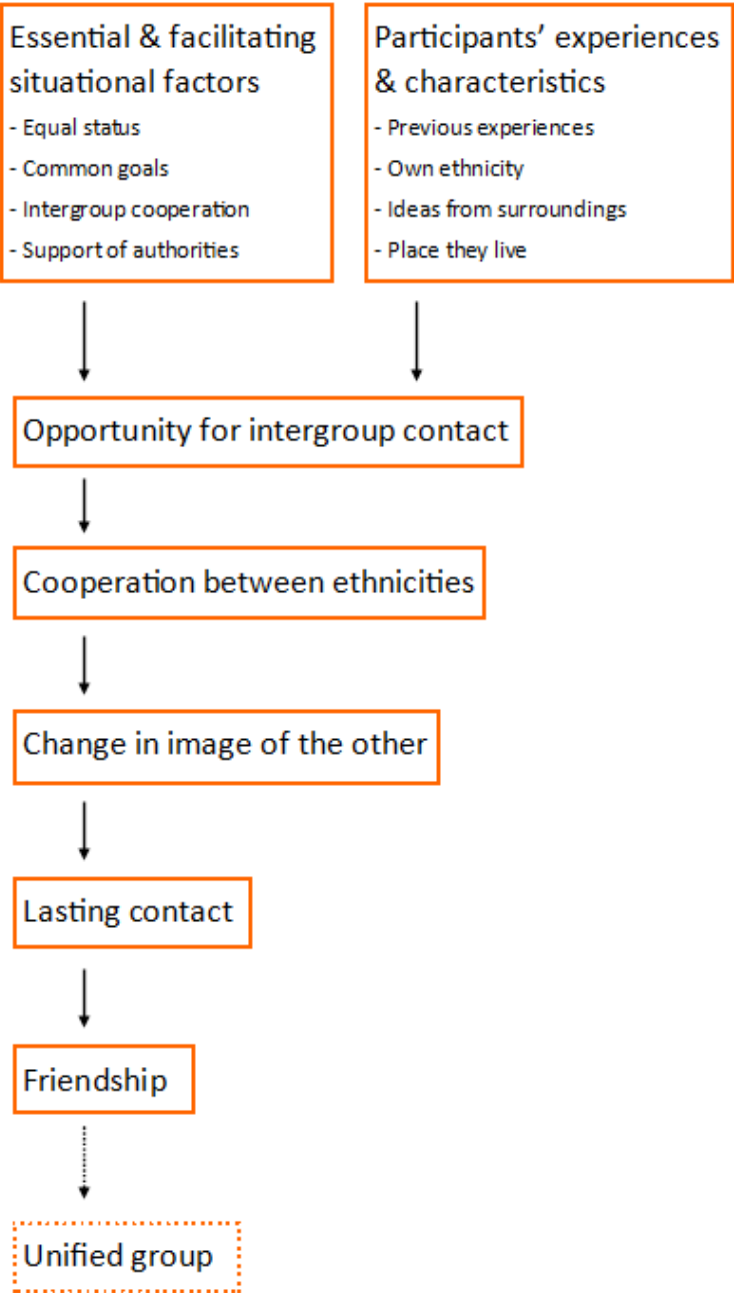 Essential & facilitating
situational factors
- Equal status
- Common goals
- Intergroup cooperation
- Support of authorities
Participants’ experiences
& characteristics
- Previous experiences
- Own ethnicity
- Ideas from surroundings
- Place they live
Opportunity for intergroup contact
Cooperation between ethnicities
Change in image of the other
Lasting contact
Friendship
Unified group